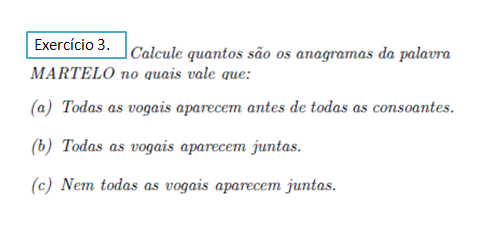 Exercício 3. Calcule quantos são os anagramas da palavra
MARTELO no quais vale que:
(a) Todas as vogais aparecem antes de todas as consoantes.
(b) Todas as vogais aparecem juntas.
(c) Nem todas as vogais aparecem juntas.